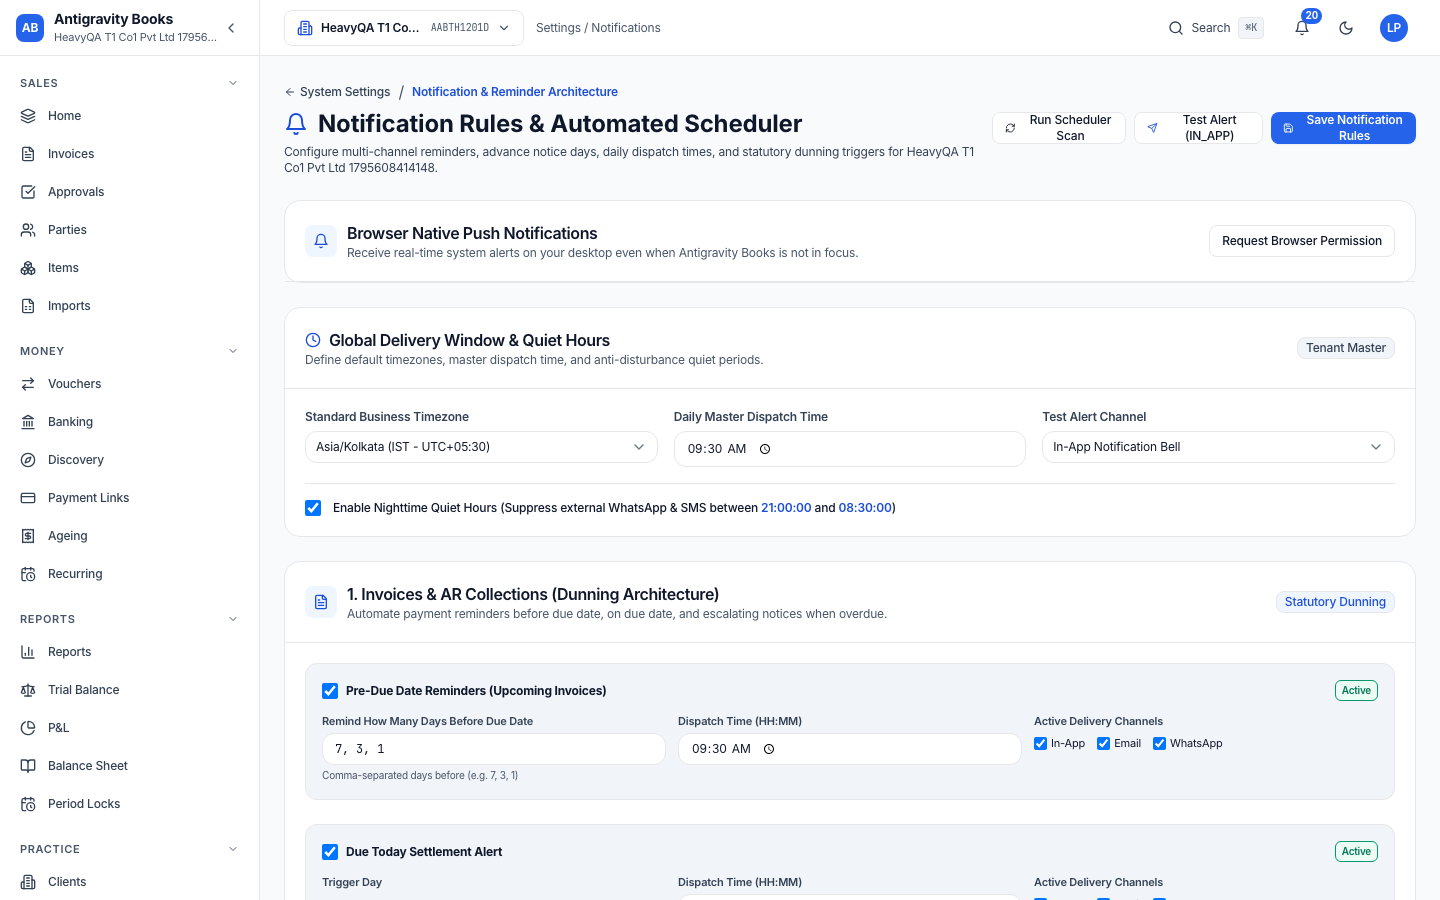 AB
Antigravity Books
HeavyQA T1 Co1 Pvt Ltd 17956...
HeavyQA T1 Co... AABTH1201D
Settings / Notifications
Search ⌘K
20
LP
SALES
Home
Invoices
Approvals
Parties
Items
Imports
MONEY
Vouchers
Banking
Discovery
Payment Links
Ageing
Recurring
REPORTS
Reports
Trial Balance
P&L
Balance Sheet
Period Locks
PRACTICE
Clients
System Settings / Notification & Reminder Architecture
Notification Rules & Automated Scheduler
Configure multi-channel reminders, advance notice days, daily dispatch times, and statutory dunning triggers for HeavyQA T1
Co1 Pvt Ltd 1795608414148.
Run Scheduler
Scan
Test Alert
(IN_APP)
Save Notification
Rules
Browser Native Push Notifications
Receive real-time system alerts on your desktop even when Antigravity Books is not in focus.
Request Browser Permission
Global Delivery Window & Quiet Hours
Define default timezones, master dispatch time, and anti-disturbance quiet periods.
Tenant Master
Standard Business Timezone
Asia/Kolkata (IST - UTC+05:30)
Daily Master Dispatch Time
09:30 AM
Test Alert Channel
In-App Notification Bell
Enable Nighttime Quiet Hours (Suppress external WhatsApp & SMS between 21:00:00 and 08:30:00)
1. Invoices & AR Collections (Dunning Architecture)
Automate payment reminders before due date, on due date, and escalating notices when overdue.
Statutory Dunning
Pre-Due Date Reminders (Upcoming Invoices)
Active
Remind How Many Days Before Due Date
7, 3, 1
Comma-separated days before (e.g. 7, 3, 1)
Dispatch Time (HH:MM)
09:30 AM
Active Delivery Channels
In-App Email WhatsApp
Due Today Settlement Alert
Active
Trigger Day
Dispatch Time (HH:MM)
Active Delivery Channels